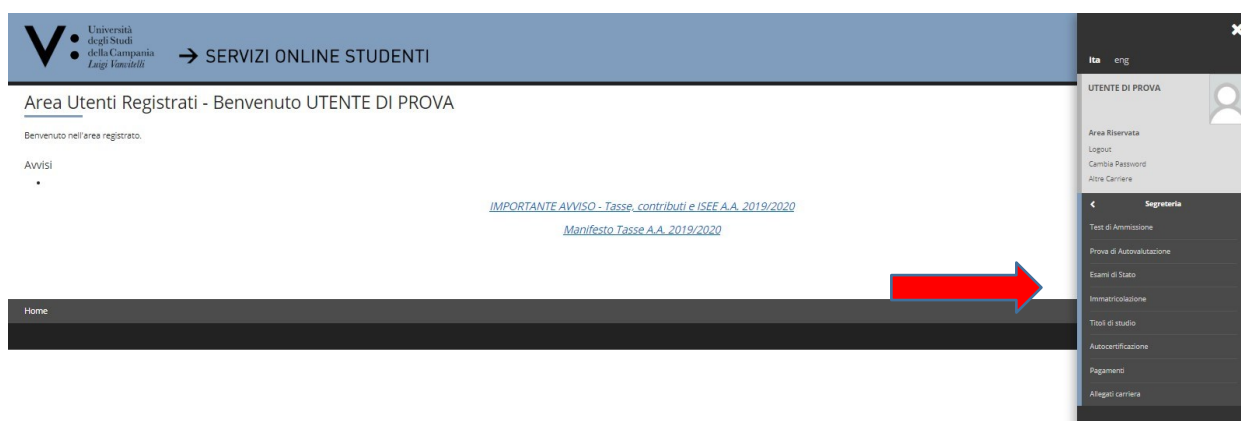 V:
Università
degli Studi
della Campania
Luigi Vanvitelli
→ SERVIZI ONLINE STUDENTI
Area Utenti Registrati - Benvenuto UTENTE DI PROVA
Benvenuto nell'area registrato.
Avvisi
IMPORTANTE AVVISO - Tasse, contributi e ISEE A.A. 2019/2020
Manifesto Tasse A.A. 2019/2020
Home
Ita eng
UTENTE DI PROVA
Area Riservata
Logout
Cambia Password
Altre Carriere
Segreteria
Test di Ammissione
Prova di Autovalutazione
Esami di Stato
Immatricolazione
Titoli di studio
Autocertificazione
Pagamenti
Allegati carriera